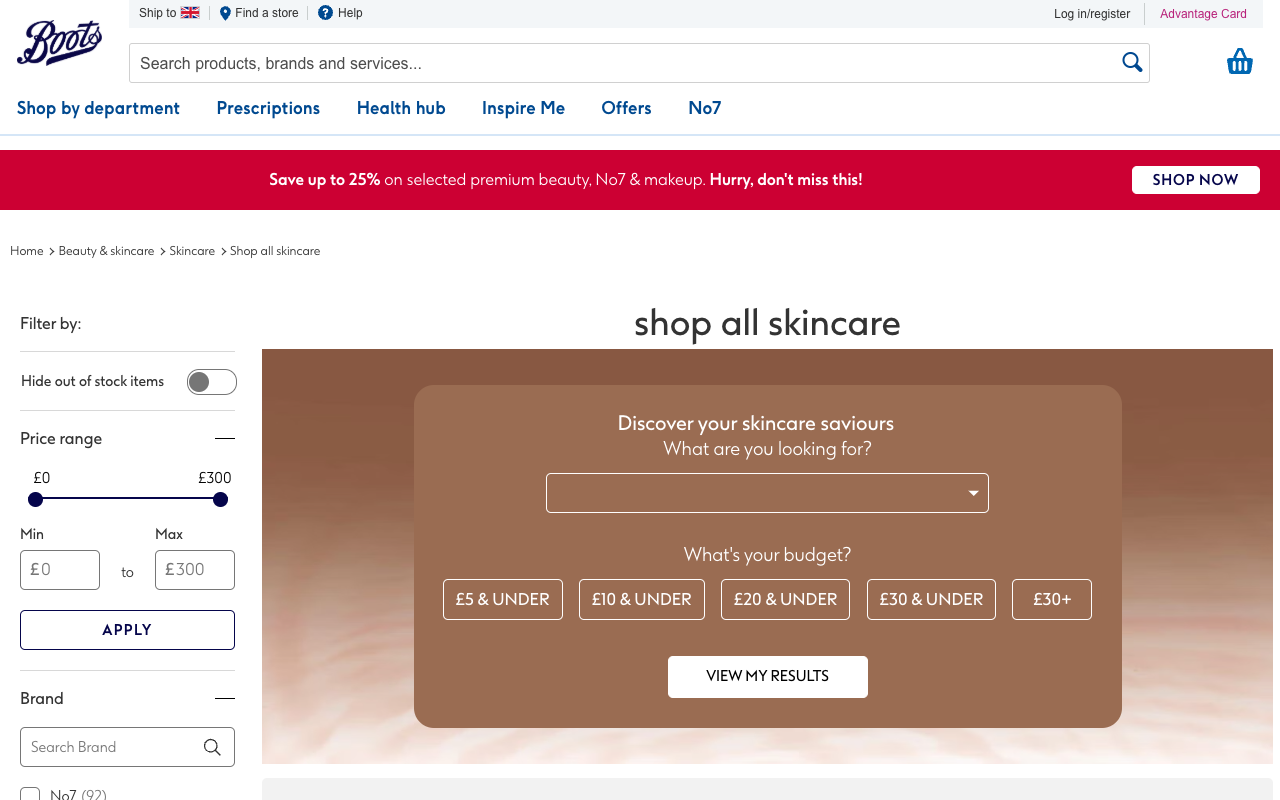 Boots
Ship to
Find a store
Help
Log in/register
Advantage Card
Search products, brands and services...
Shop by department
Prescriptions
Health hub
Inspire Me
Offers
No7
Save up to 25% on selected premium beauty, No7 & makeup. Hurry, don't miss this!
SHOP NOW
Home > Beauty & skincare > Skincare > Shop all skincare
Filter by:
Hide out of stock items
Price range
£0
£300
Min
Max
£0
to
£300
APPLY
Brand
Search Brand
No7 (92)
shop all skincare
Discover your skincare saviours
What are you looking for?
What's your budget?
£5 & UNDER
£10 & UNDER
£20 & UNDER
£30 & UNDER
£30+
VIEW MY RESULTS